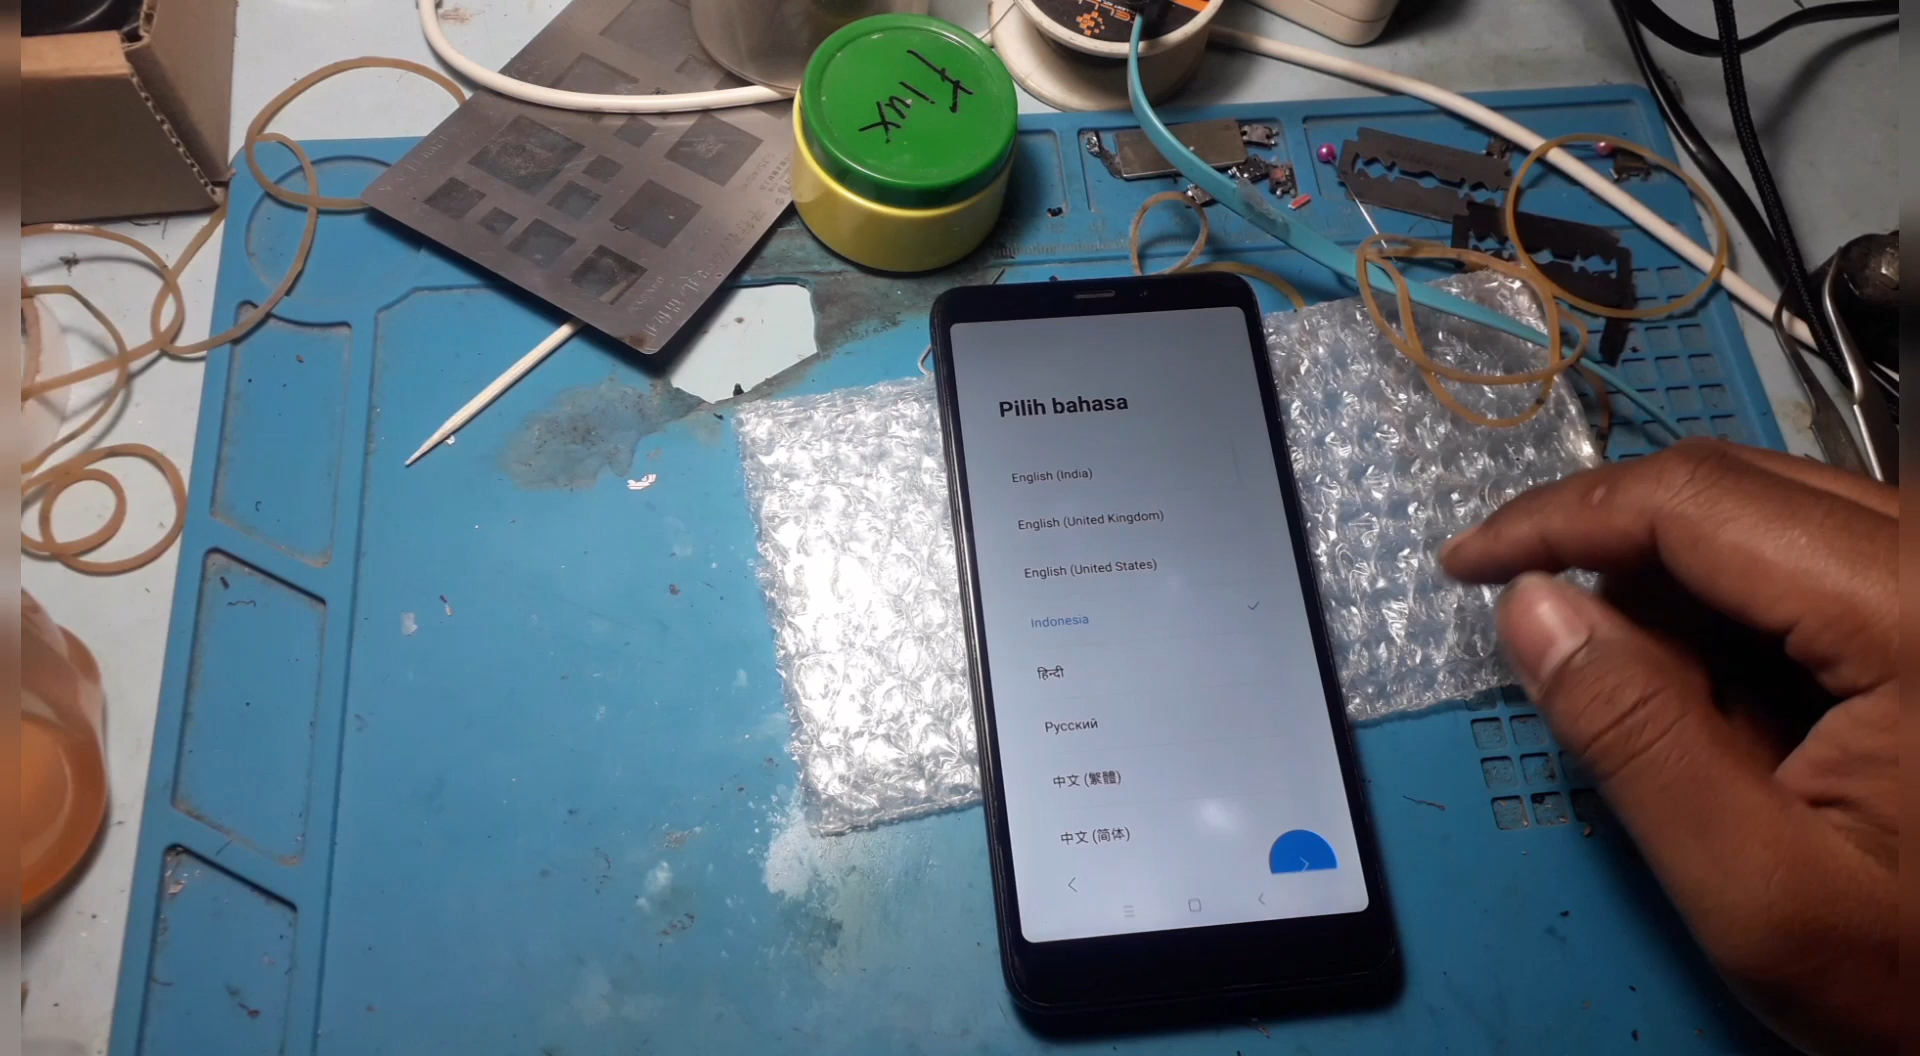 Flux
Pilih bahasa
English (India)
English (United Kingdom)
English (United States)
Indonesia
हिन्दी
Русский
中文 (繁體)
中文 (简体)